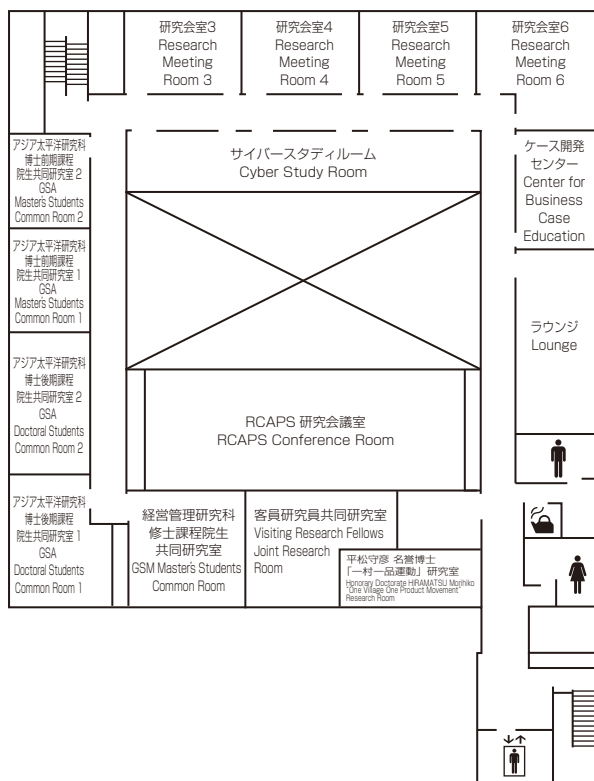 研究会室3
Research
Meeting
Room 3
研究会室4
Research
Meeting
Room 4
研究会室5
Research
Meeting
Room 5
研究会室6
Research
Meeting
Room 6
アジア太平洋研究科
博士前期課程
院生共同研究室 2
GSA
Master's Students
Common Room 2
サイバースタディルーム
Cyber Study Room
ケース開発
センター
Center for
Business
Case
Education
アジア太平洋研究科
博士前期課程
院生共同研究室 1
GSA
Master's Students
Common Room 1
ラウンジ
Lounge
アジア太平洋研究科
博士後期課程
院生共同研究室 2
GSA
Doctoral Students
Common Room 2
RCAPS 研究会議室
RCAPS Conference Room
アジア太平洋研究科
博士後期課程
院生共同研究室 1
GSA
Doctoral Students
Common Room 1
経営管理研究科
修士課程院生
共同研究室
GSM Master's Students
Common Room
客員研究員共同研究室
Visiting Research Fellows
Joint Research
Room
平松守彦 名誉博士
「一村一品運動」研究室
Honorary Doctorate HIRAMATSU Morihiko
"One Village One Product Movement"
Research Room